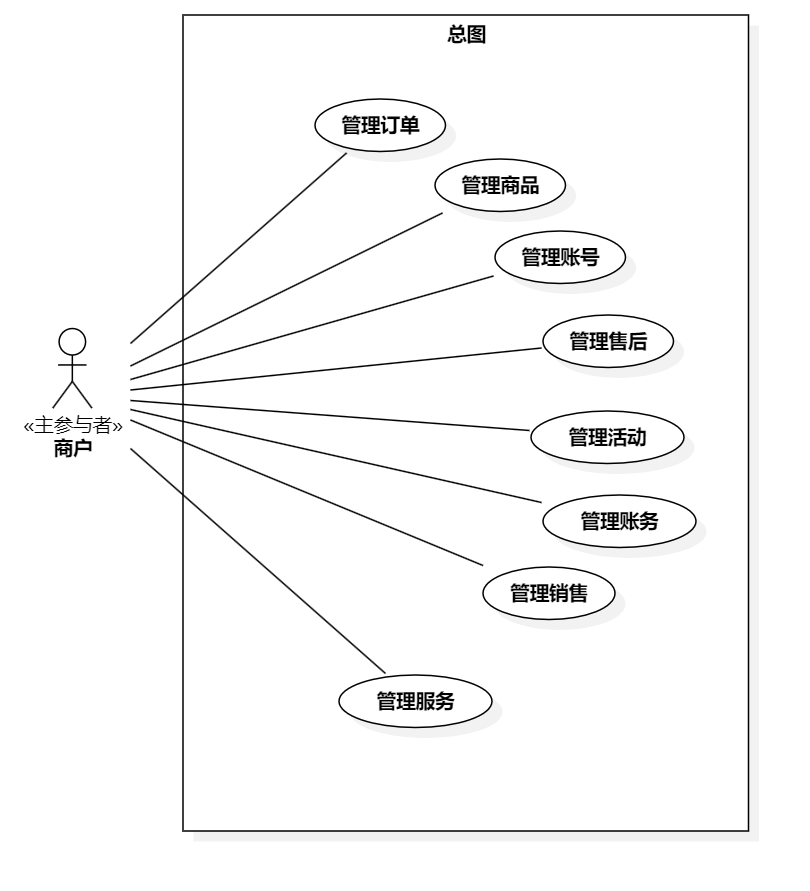 总图
管理订单
管理商品
管理账号
管理售后
«主参与者»
商户
管理活动
管理账务
管理销售
管理服务